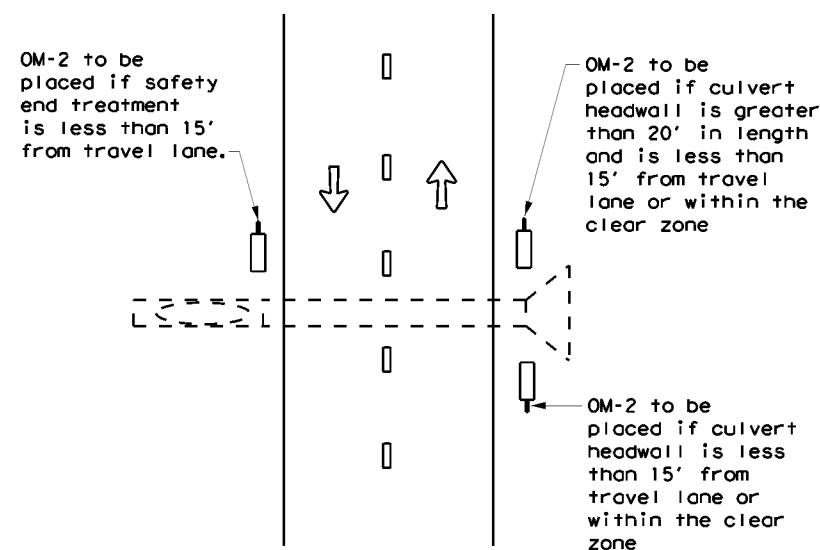 OM-2 to be
placed if safety
end treatment
is less than 15'
from travel lane.
OM-2 to be
placed if culvert
headwall is greater
than 20' in length
and is less than
15' from travel
lane or within the
clear zone
OM-2 to be
placed if culvert
headwall is less
than 15' from
travel lane or
within the clear
zone